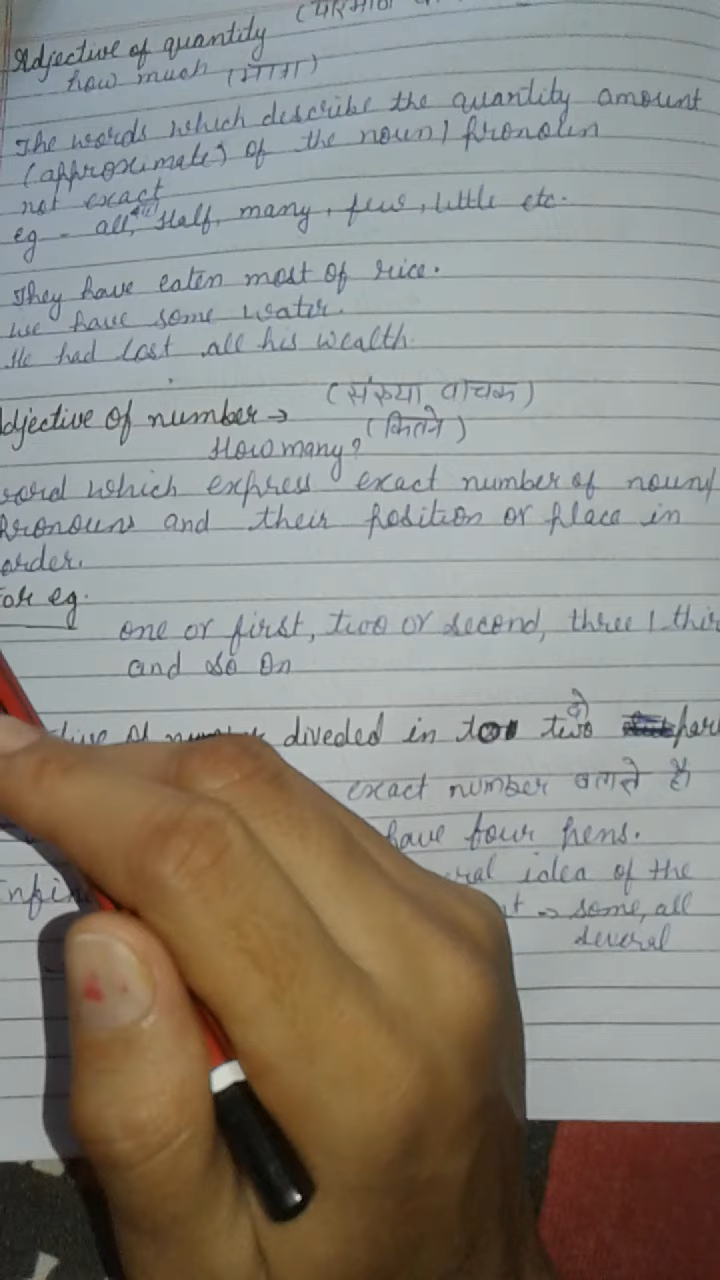 Adjective of quantity
how much (मात्रा)
The words which describe the quantity amount
(approximate) of the noun / pronoun
not exact
eg - all, Half, many, few, little etc.
They have eaten most of rice.
We have some water.
He had lost all his wealth.
djective of number → (संख्या वाचक)
How many? (कितने)
word which express exact number of noun/
pronouns and their position or place in
order.
For eg.
one or first, two or second, three / thir
and so on
of number diveded in two
exact number बताते है
have four hens.
idea of the
some, all
several